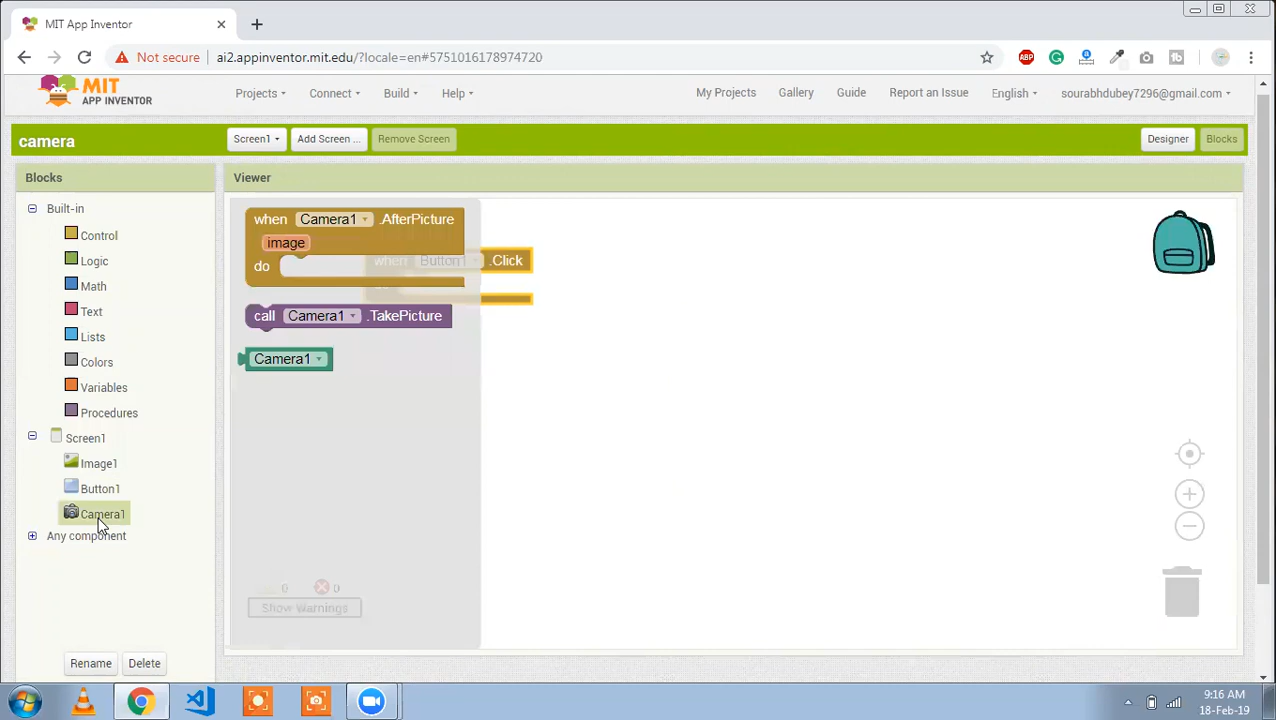 MIT App Inventor
Not secure
ai2.appinventor.mit.edu/?locale=en#5751016178974720
ABP
MIT
APP INVENTOR
Projects
Connect
Build
Help
My Projects
Gallery
Guide
Report an Issue
English
sourabhdubey7296@gmail.com
camera
Screen1
Add Screen ...
Remove Screen
Designer
Blocks
Blocks
Viewer
Built-in
Control
Logic
Math
Text
Lists
Colors
Variables
Procedures
Screen1
Image1
Button1
Camera1
Any component
Rename
Delete
when Camera1 .AfterPicture
image
do
when Button1 .Click
call Camera1 .TakePicture
Camera1
0 0
Show Warnings
9:16 AM
18-Feb-19